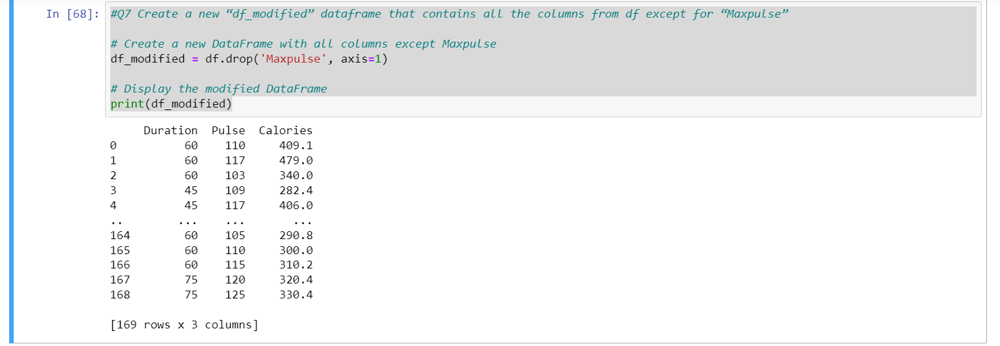 In [68]: #Q7 Create a new “df_modified” dataframe that contains all the columns from df except for “Maxpulse”
# Create a new DataFrame with all columns except Maxpulse
df_modified = df.drop('Maxpulse', axis=1)
# Display the modified DataFrame
print(df_modified)
Duration Pulse Calories
0 60 110 409.1
1 60 117 479.0
2 60 103 340.0
3 45 109 282.4
4 45 117 406.0
.. ... ... ...
164 60 105 290.8
165 60 110 300.0
166 60 115 310.2
167 75 120 320.4
168 75 125 330.4
[169 rows x 3 columns]